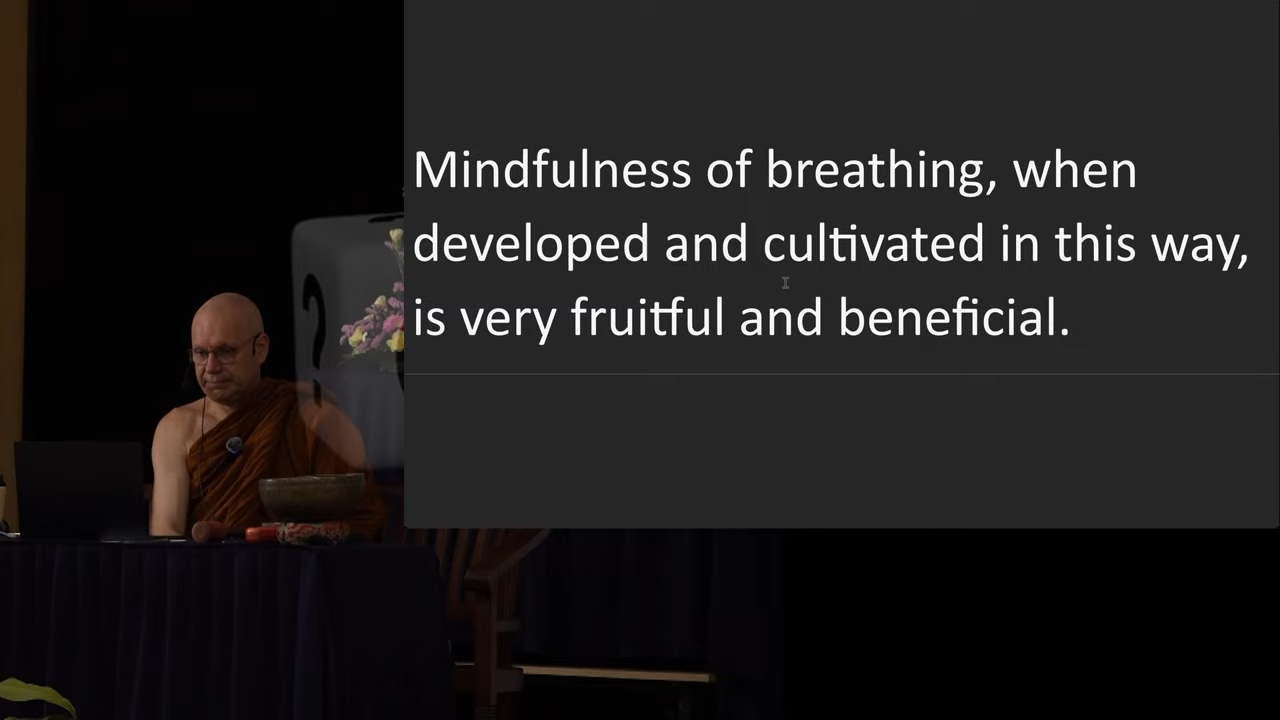 Mindfulness of breathing, when
developed and cultivated in this way,
is very fruitful and beneficial.
?